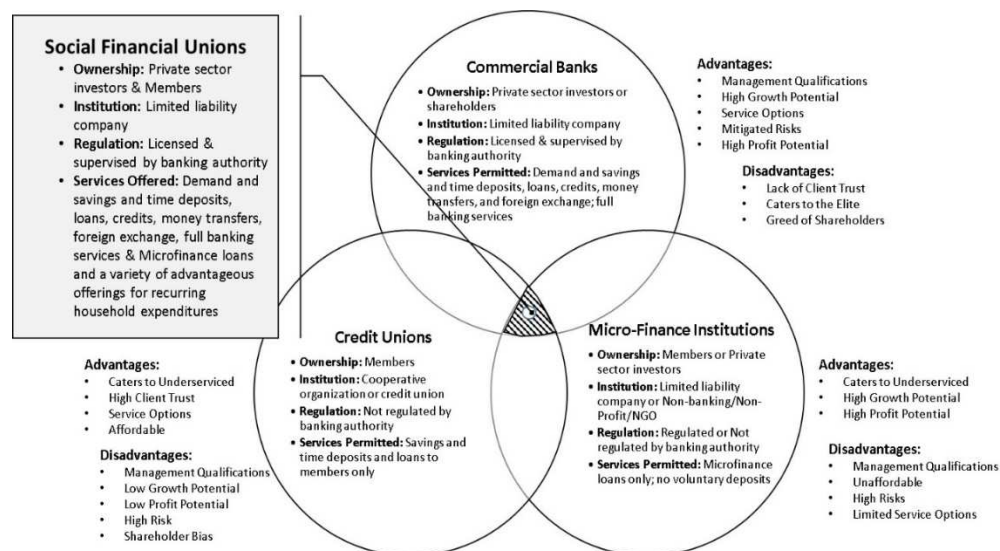 Social Financial Unions
• Ownership: Private sector
investors & Members
• Institution: Limited liability
company
• Regulation: Licensed &
supervised by banking authority
• Services Offered: Demand and
savings and time deposits,
loans, credits, money transfers,
foreign exchange, full banking
services & Microfinance loans
and a variety of advantageous
offerings for recurring
household expenditures
Commercial Banks
• Ownership: Private sector investors or
shareholders
• Institution: Limited liability company
• Regulation: Licensed & supervised by
banking authority
• Services Permitted: Demand and savings
and time deposits, loans, credits, money
transfers, and foreign exchange; full
banking services
Advantages:
• Management Qualifications
• High Growth Potential
• Service Options
• Mitigated Risks
• High Profit Potential
Disadvantages:
• Lack of Client Trust
• Caters to the Elite
• Greed of Shareholders
Credit Unions
• Ownership: Members
• Institution: Cooperative
organization or credit union
• Regulation: Not regulated by
banking authority
• Services Permitted: Savings and
time deposits and loans to
members only
Advantages:
• Caters to Underserviced
• High Client Trust
• Service Options
• Affordable
Disadvantages:
• Management Qualifications
• Low Growth Potential
• Low Profit Potential
• High Risk
• Shareholder Bias
Micro-Finance Institutions
• Ownership: Members or Private
sector investors
• Institution: Limited liability
company or Non-banking/Non-
Profit/NGO
• Regulation: Regulated or Not
regulated by banking authority
• Services Permitted: Microfinance
loans only; no voluntary deposits
Advantages:
• Caters to Underserviced
• High Growth Potential
• High Profit Potential
Disadvantages:
• Management Qualifications
• Unaffordable
• High Risks
• Limited Service Options